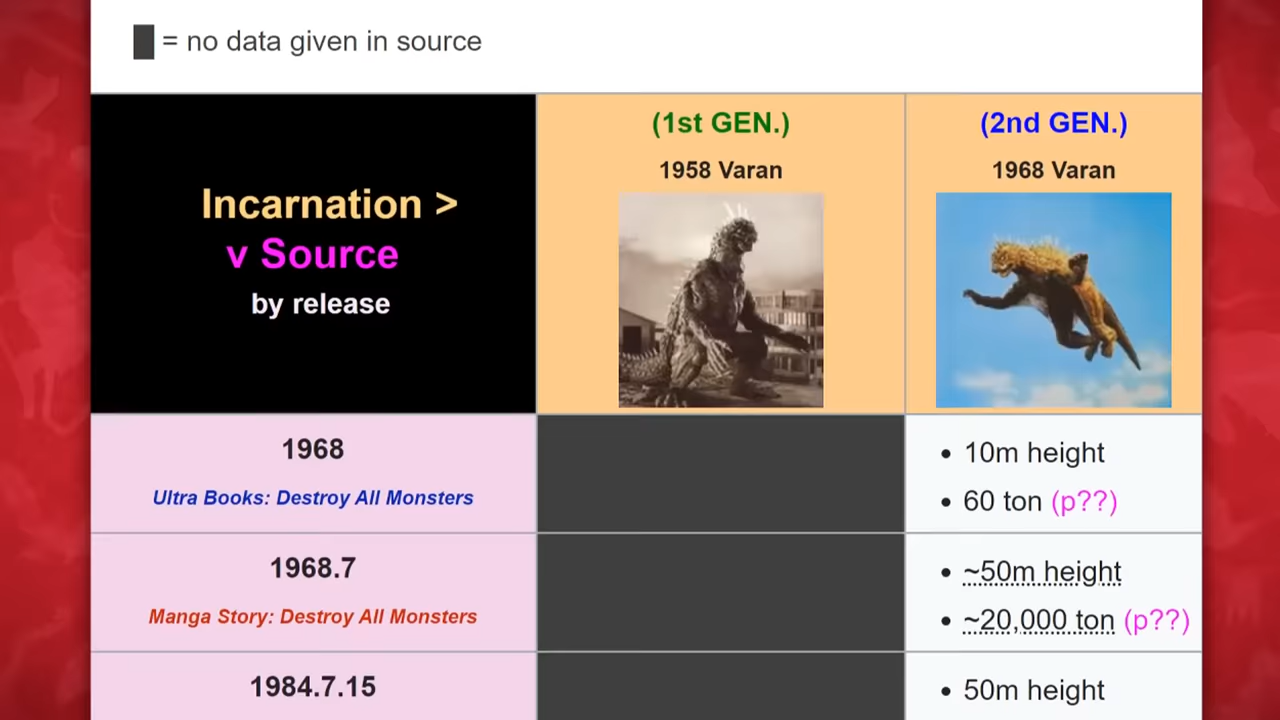 = no data given in source
Incarnation >
v Source
by release
(1st GEN.)
1958 Varan
(2nd GEN.)
1968 Varan
1968
Ultra Books: Destroy All Monsters
• 10m height
• 60 ton (p??)
1968.7
Manga Story: Destroy All Monsters
• ~50m height
• ~20,000 ton (p??)
1984.7.15
• 50m height